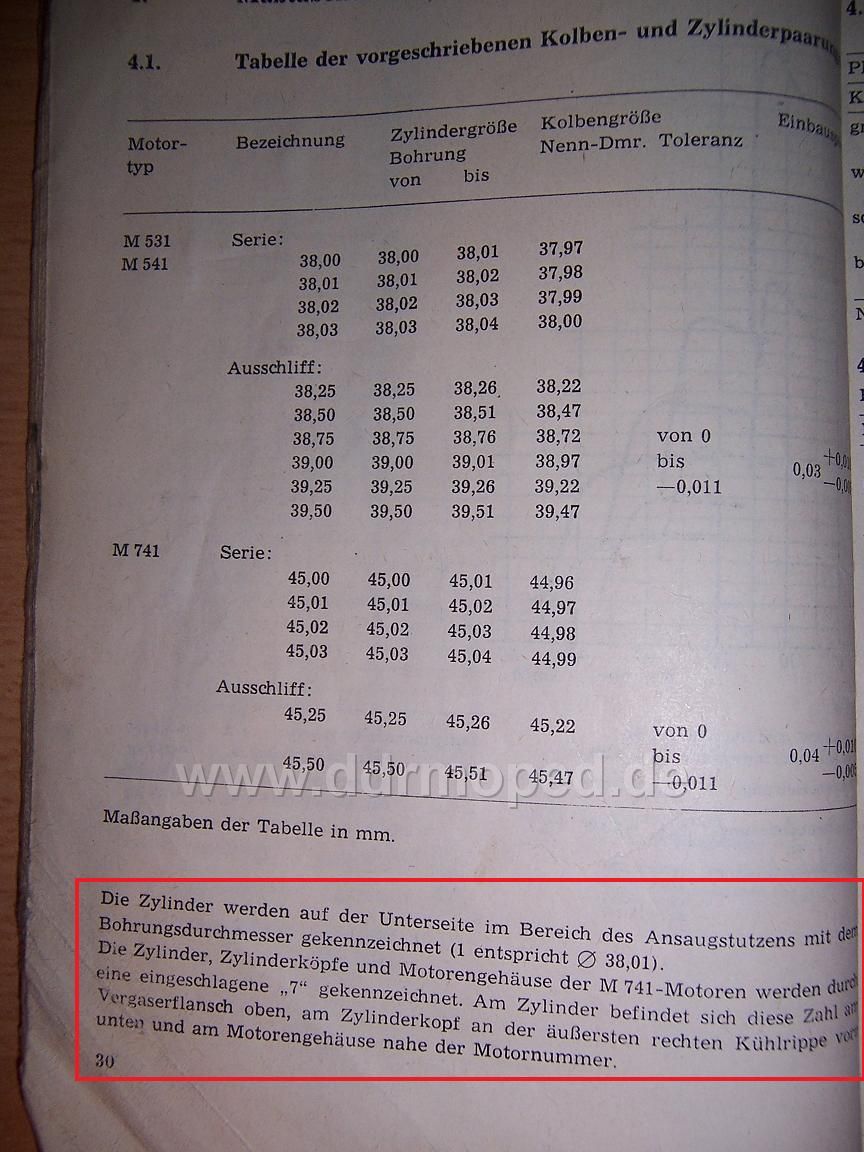 4.1. Tabelle der vorgeschriebenen Kolben- und Zylinderpaarung
Motor- Bezeichnung Zylindergröße Kolbengröße
typ Bohrung Nenn-Dmr. Toleranz
von bis
M 531 Serie:
M 541 38,00 38,00 38,01 37,97
38,01 38,01 38,02 37,98
38,02 38,02 38,03 37,99
38,03 38,03 38,04 38,00
Ausschliff:
38,25 38,25 38,26 38,22
38,50 38,50 38,51 38,47
38,75 38,75 38,76 38,72 von 0
39,00 39,00 39,01 38,97 bis 0,03
39,25 39,25 39,26 39,22 —0,011
39,50 39,50 39,51 39,47
M 741 Serie:
45,00 45,00 45,01 44,96
45,01 45,01 45,02 44,97
45,02 45,02 45,03 44,98
45,03 45,03 45,04 44,99
Ausschliff:
45,25 45,25 45,26 45,22 von 0
bis 0,04
45,50 45,50 45,51 45,47 —0,011
www.ddrmoped.de
Maßangaben der Tabelle in mm.
Die Zylinder werden auf der Unterseite im Bereich des Ansaugstutzens mit dem
Bohrungsdurchmesser gekennzeichnet (1 entspricht ∅ 38,01).
Die Zylinder, Zylinderköpfe und Motorengehäuse der M 741-Motoren werden durch
eine eingeschlagene „7" gekennzeichnet. Am Zylinder befindet sich diese Zahl am
Vergaserflansch oben, am Zylinderkopf an der äußersten rechten Kühlrippe vorn
unten und am Motorengehäuse nahe der Motornummer.
30